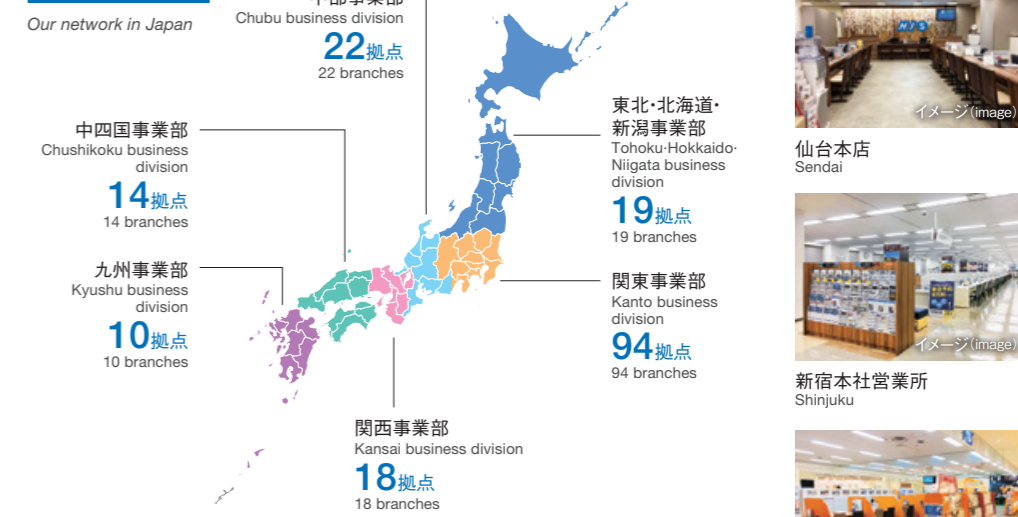 Our network in Japan
中部事業部
Chubu business division
22拠点
22 branches
中四国事業部
Chushikoku business
division
14拠点
14 branches
九州事業部
Kyushu business
division
10拠点
10 branches
関西事業部
Kansai business division
18拠点
18 branches
東北・北海道・
新潟事業部
Tohoku·Hokkaido·
Niigata business
division
19拠点
19 branches
関東事業部
Kanto business
division
94拠点
94 branches
HIS
イメージ(image)
仙台本店
Sendai
イメージ(image)
新宿本社営業所
Shinjuku